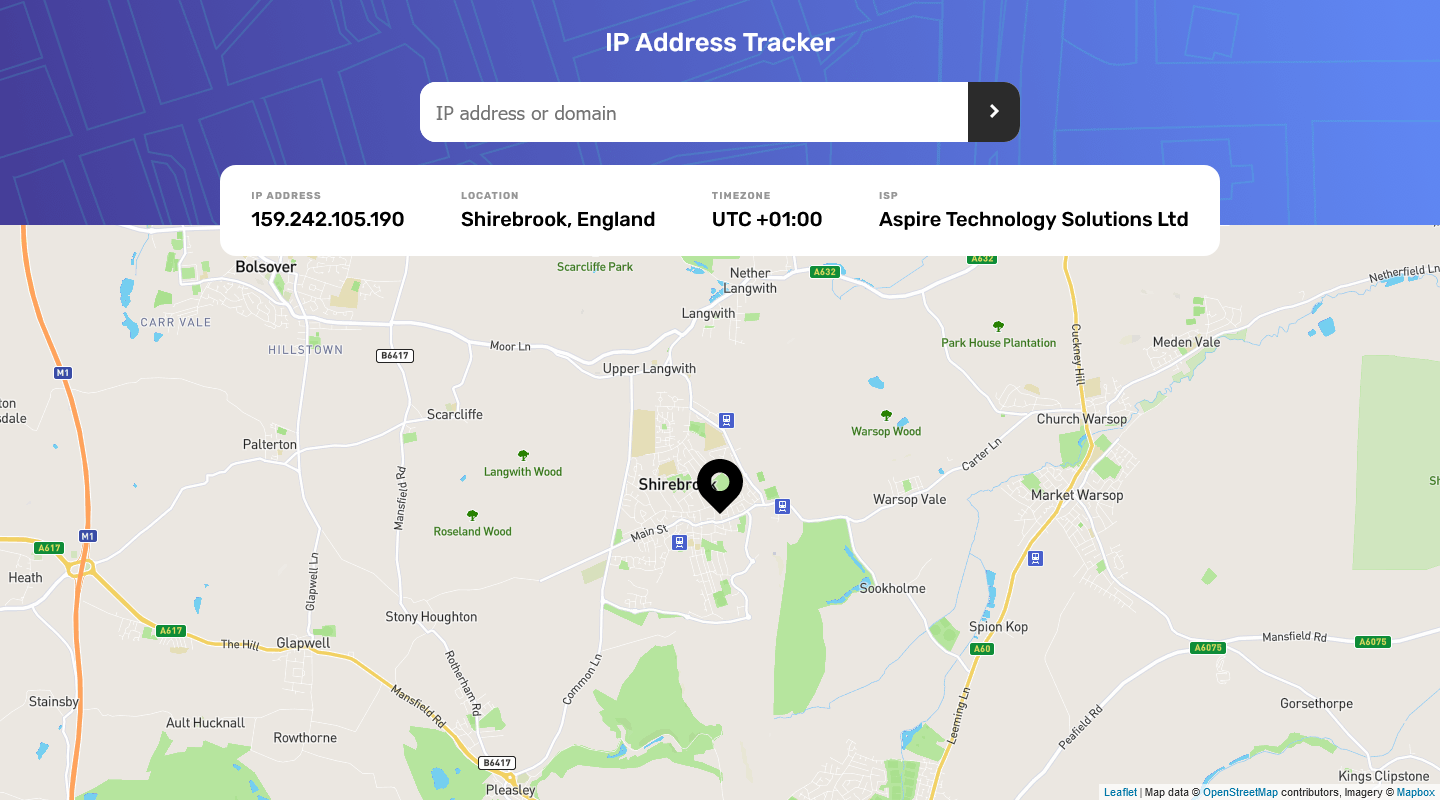 IP Address Tracker
IP address or domain
IP ADDRESS
159.242.105.190
LOCATION
Shirebrook, England
TIMEZONE
UTC +01:00
ISP
Aspire Technology Solutions Ltd
Bolsover
Scarcliffe Park
Nether
Langwith
A632
A632
Netherfield Ln
CARR VALE
HILLSTOWN
Langwith
Moor Ln
B6417
Park House Plantation
Cuckney Hill
Meden Vale
M1
Upper Langwith
Scarcliffe
Church Warsop
Palterton
Warsop Wood
Carter Ln
Langwith Wood
Mansfield Rd
Shirebrook
Warsop Vale
Market Warsop
Roseland Wood
Main St
M1
A617
Heath
Glapwell Ln
Sookholme
Stony Houghton
Spion Kop
A617
The Hill
Glapwell
A60
A6075
Mansfield Rd
A6075
Rotherham Rd
Common Ln
Mansfield Rd
Stainsby
Ault Hucknall
Rowthorne
Leeming Ln
Peafield Rd
Gorsethorpe
B6417
Pleasley
Kings Clipstone
Leaflet | Map data © OpenStreetMap contributors, Imagery © Mapbox